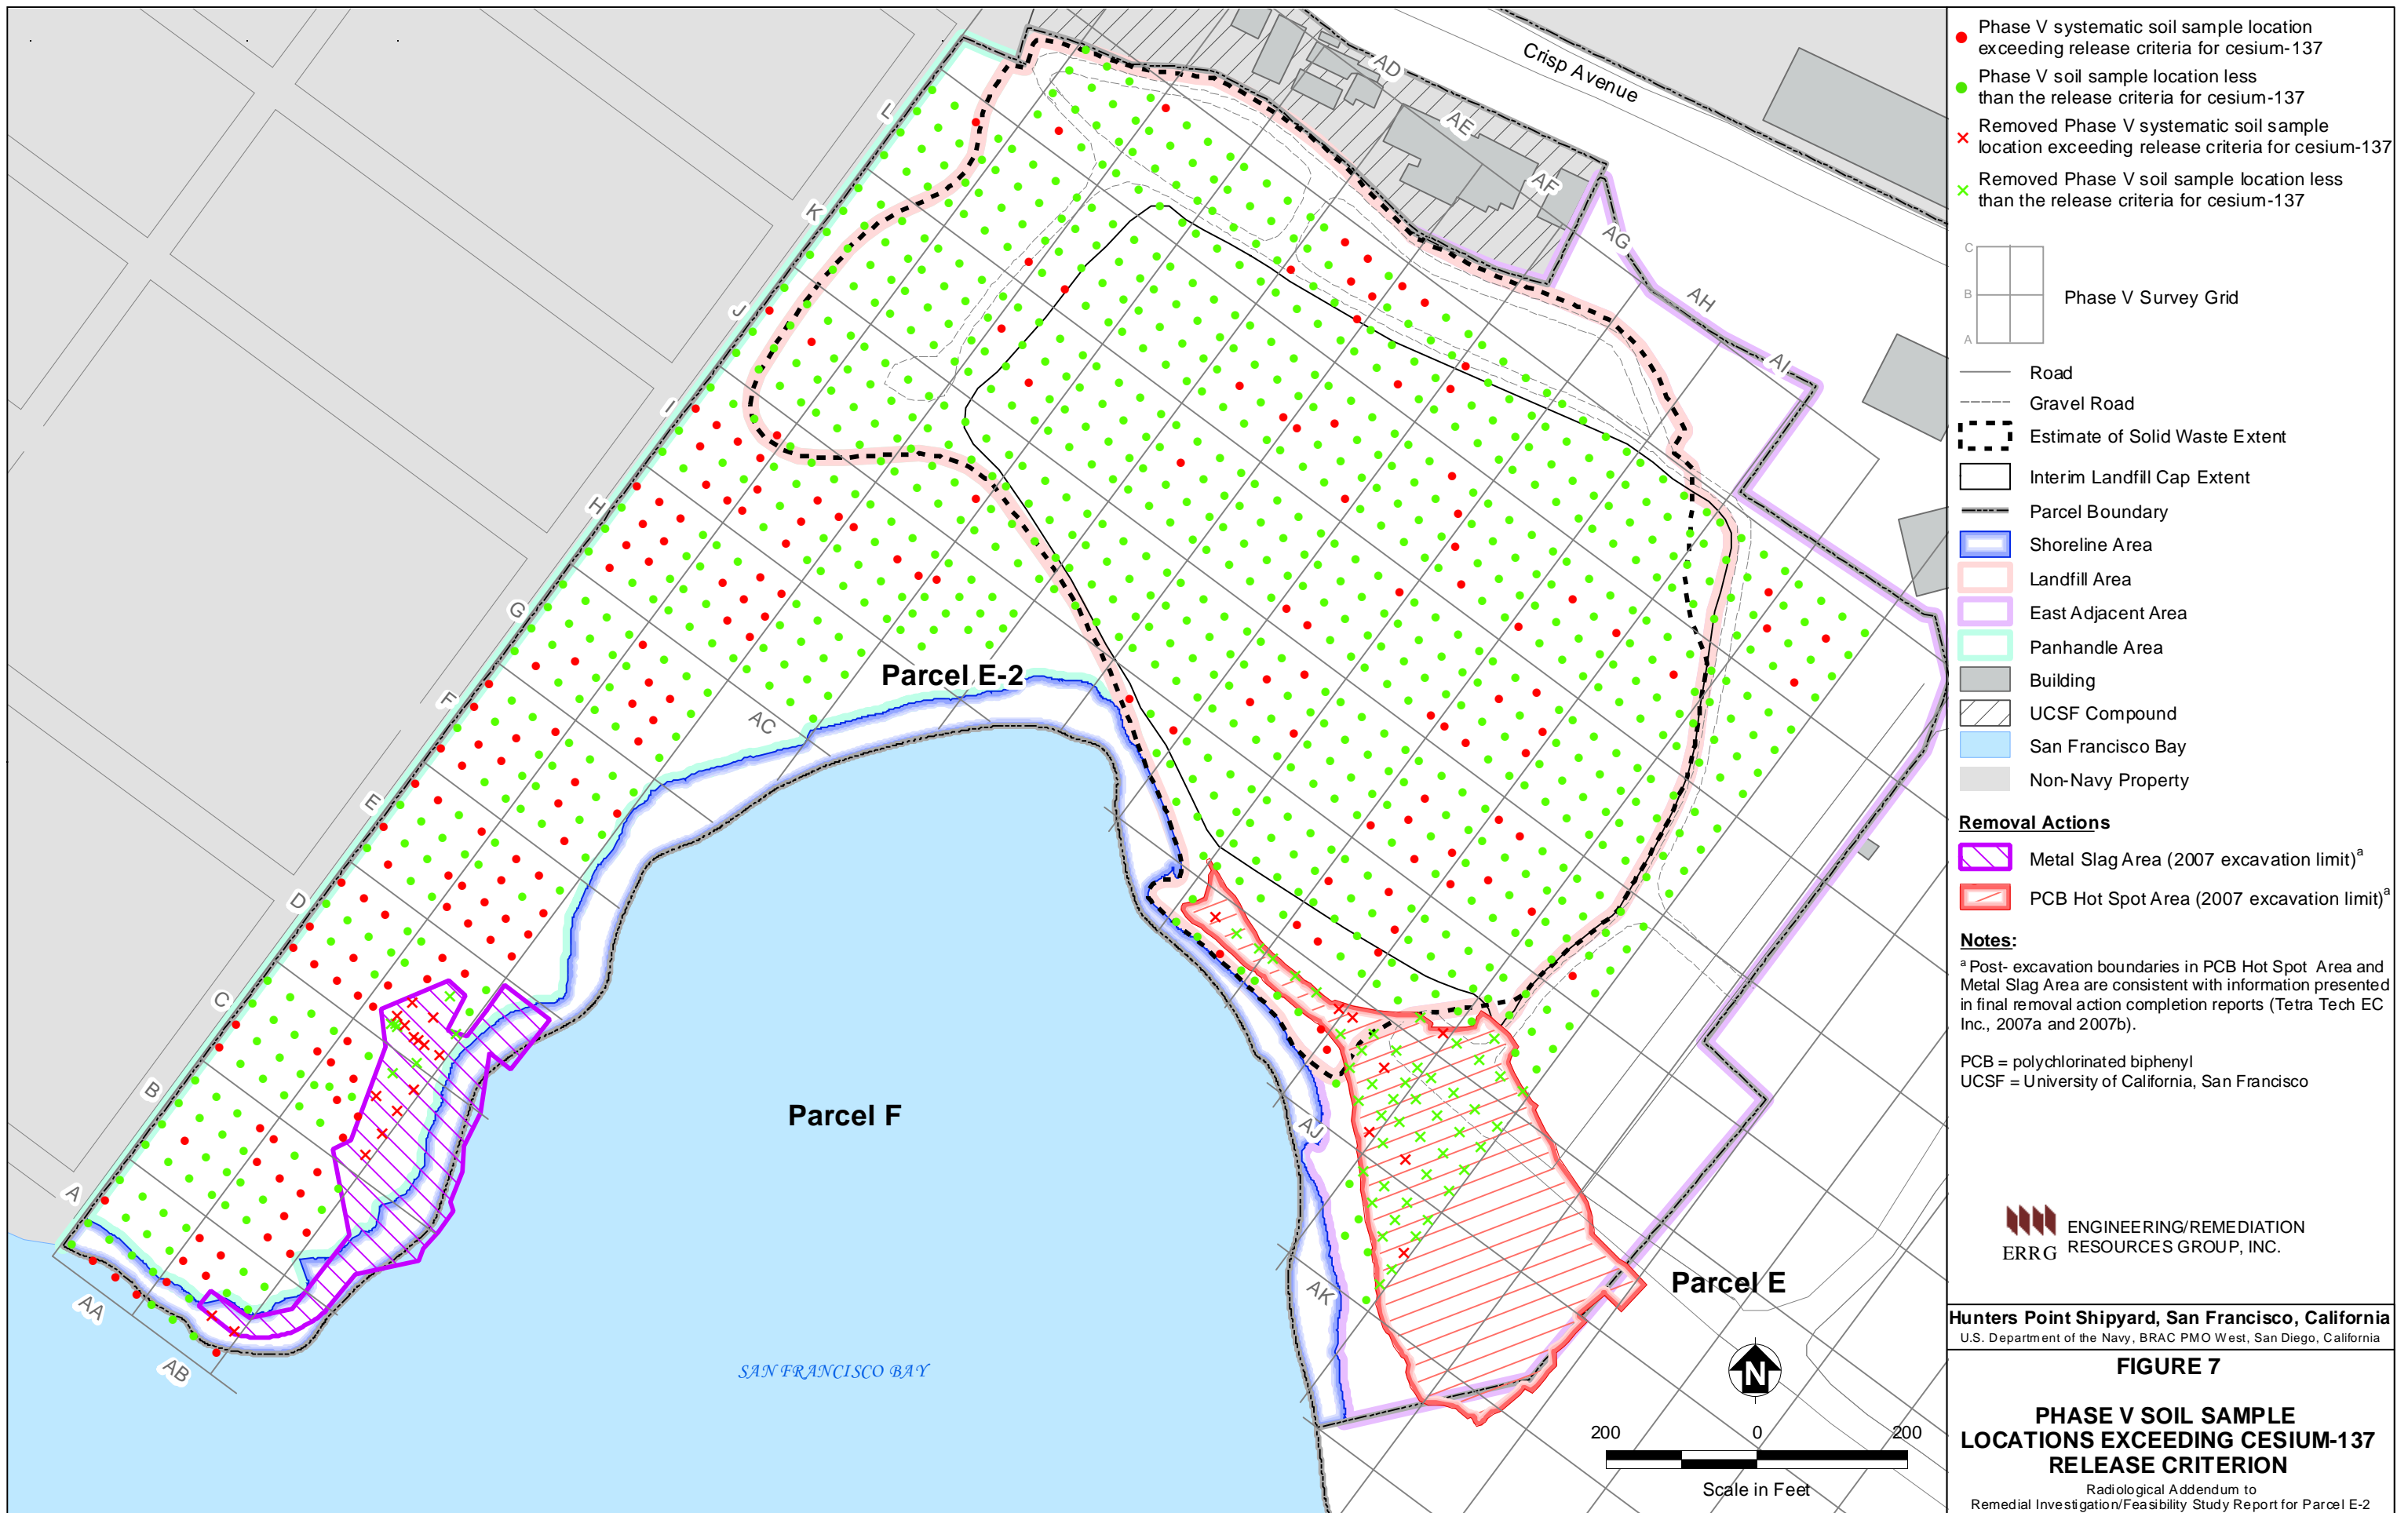 Crisp Avenue
AD
AE
AF
AG
AH
AI
L
K
J
I
H
G
F
E
D
C
B
A
AA
AB
AC
AJ
AK
Parcel E-2
Parcel F
Parcel E
SAN FRANCISCO BAY
N
200 0 200
Scale in Feet
Phase V systematic soil sample location
exceeding release criteria for cesium-137
Phase V soil sample location less
than the release criteria for cesium-137
Removed Phase V systematic soil sample
location exceeding release criteria for cesium-137
Removed Phase V soil sample location less
than the release criteria for cesium-137
C
B
A
Phase V Survey Grid
Road
Gravel Road
Estimate of Solid Waste Extent
Interim Landfill Cap Extent
Parcel Boundary
Shoreline Area
Landfill Area
East Adjacent Area
Panhandle Area
Building
UCSF Compound
San Francisco Bay
Non-Navy Property
Removal Actions
Metal Slag Area (2007 excavation limit)a
PCB Hot Spot Area (2007 excavation limit)a
Notes:
a Post- excavation boundaries in PCB Hot Spot Area and
Metal Slag Area are consistent with information presented
in final removal action completion reports (Tetra Tech EC
Inc., 2007a and 2007b).
PCB = polychlorinated biphenyl
UCSF = University of California, San Francisco
ERRG
ENGINEERING/REMEDIATION
RESOURCES GROUP, INC.
Hunters Point Shipyard, San Francisco, California
U.S. Department of the Navy, BRAC PMO West, San Diego, California
FIGURE 7
PHASE V SOIL SAMPLE
LOCATIONS EXCEEDING CESIUM-137
RELEASE CRITERION
Radiological Addendum to
Remedial Investigation/Feasibility Study Report for Parcel E-2